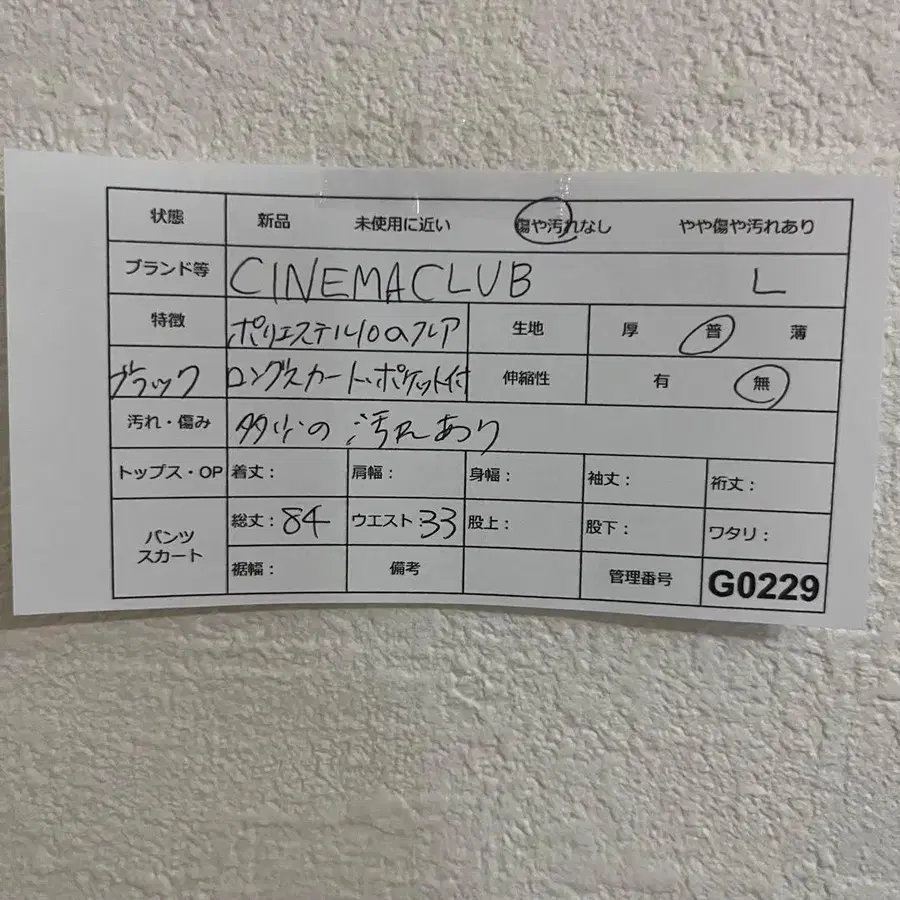 状態 新品 未使用に近い 傷や汚れなし やや傷や汚れあり
ブランド等 CINEMACLUB L
特徴 ポリエステル100フレア 生地 厚 普 薄
ブラック ロングスカート・ポケット付 伸縮性 有 無
汚れ・傷み 多少の汚れあり
トップス・OP 着丈: 肩幅: 身幅: 袖丈: 裄丈:
パンツ スカート 総丈:84 ウエスト:33 股上: 股下: ワタリ:
裾幅: 備考 管理番号 G0229